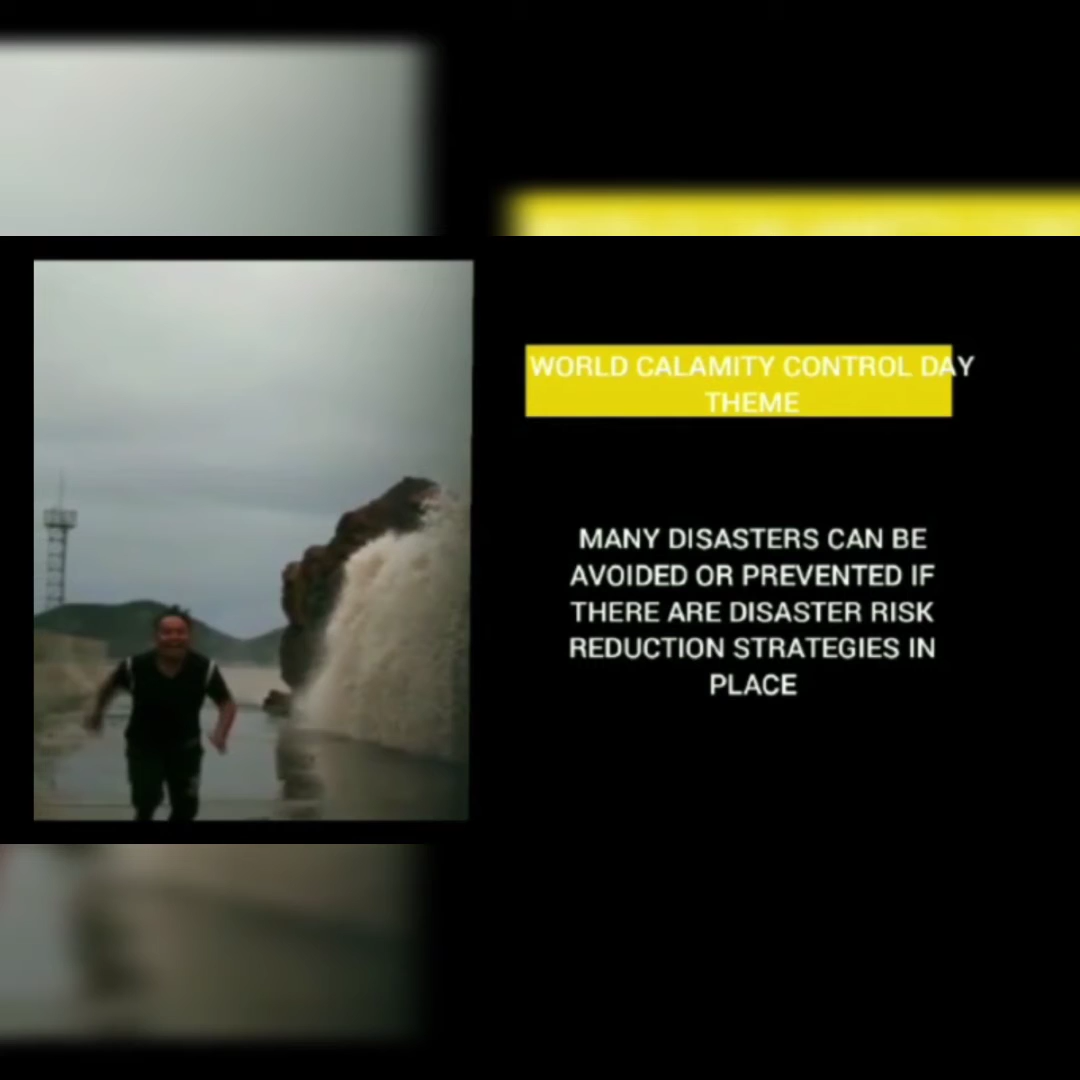 WORLD CALAMITY CONTROL DAY
THEME
MANY DISASTERS CAN BE
AVOIDED OR PREVENTED IF
THERE ARE DISASTER RISK
REDUCTION STRATEGIES IN
PLACE